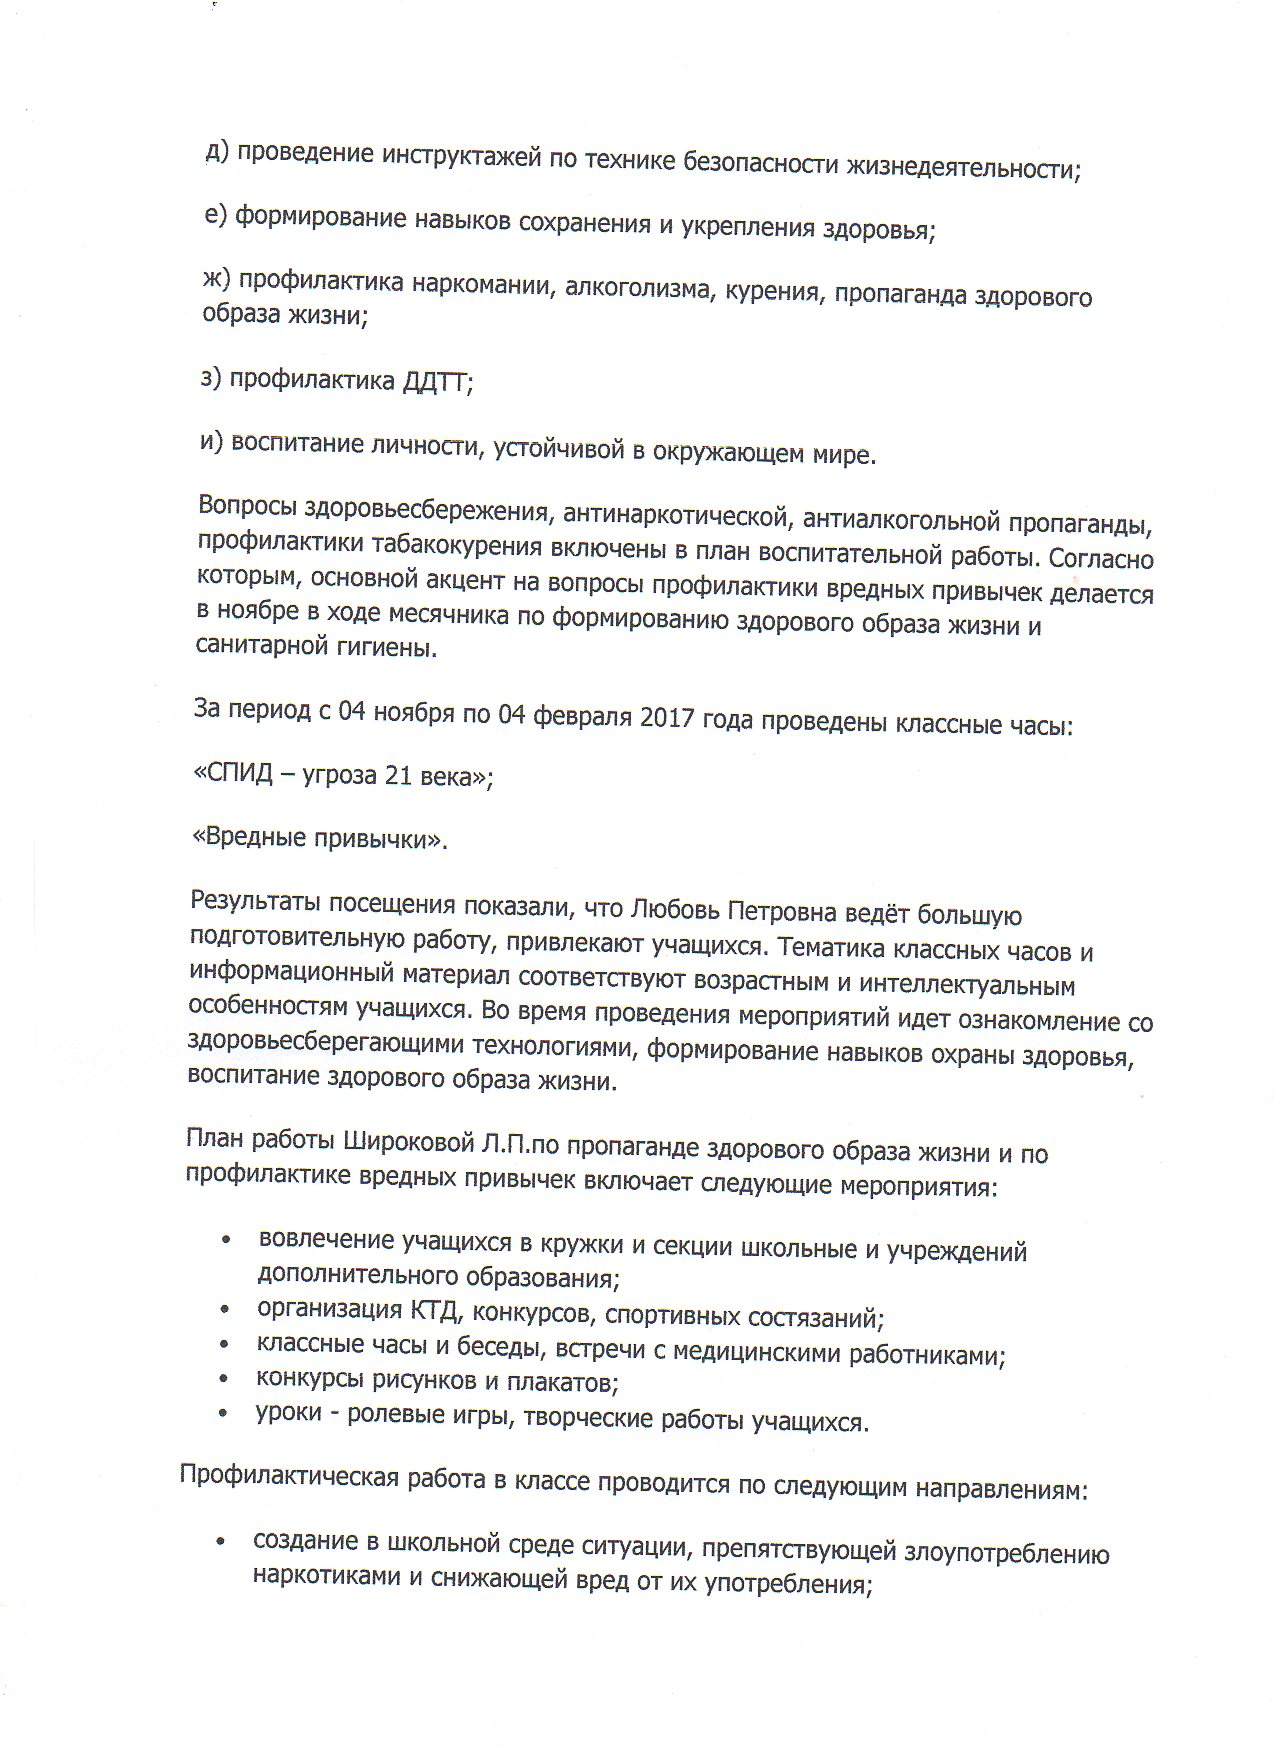 д) проведение инструктажей по технике безопасности жизнедеятельности;
е) формирование навыков сохранения и укрепления здоровья;
ж) профилактика наркомании, алкоголизма, курения, пропаганда здорового
образа жизни;
з) профилактика ДДТТ;
и) воспитание личности, устойчивой в окружающем мире.
Вопросы здоровьесбережения, антинаркотической, антиалкогольной пропаганды,
профилактики табакокурения включены в план воспитательной работы. Согласно
которым, основной акцент на вопросы профилактики вредных привычек делается
в ноябре в ходе месячника по формированию здорового образа жизни и
санитарной гигиены.
За период с 04 ноября по 04 февраля 2017 года проведены классные часы:
«СПИД – угроза 21 века»;
«Вредные привычки».
Результаты посещения показали, что Любовь Петровна ведёт большую
подготовительную работу, привлекают учащихся. Тематика классных часов и
информационный материал соответствуют возрастным и интеллектуальным
особенностям учащихся. Во время проведения мероприятий идет ознакомление со
здоровьесберегающими технологиями, формирование навыков охраны здоровья,
воспитание здорового образа жизни.
План работы Широковой Л.П.по пропаганде здорового образа жизни и по
профилактике вредных привычек включает следующие мероприятия:
• вовлечение учащихся в кружки и секции школьные и учреждений
дополнительного образования;
• организация КТД, конкурсов, спортивных состязаний;
• классные часы и беседы, встречи с медицинскими работниками;
• конкурсы рисунков и плакатов;
• уроки - ролевые игры, творческие работы учащихся.
Профилактическая работа в классе проводится по следующим направлениям:
• создание в школьной среде ситуации, препятствующей злоупотреблению
наркотиками и снижающей вред от их употребления;